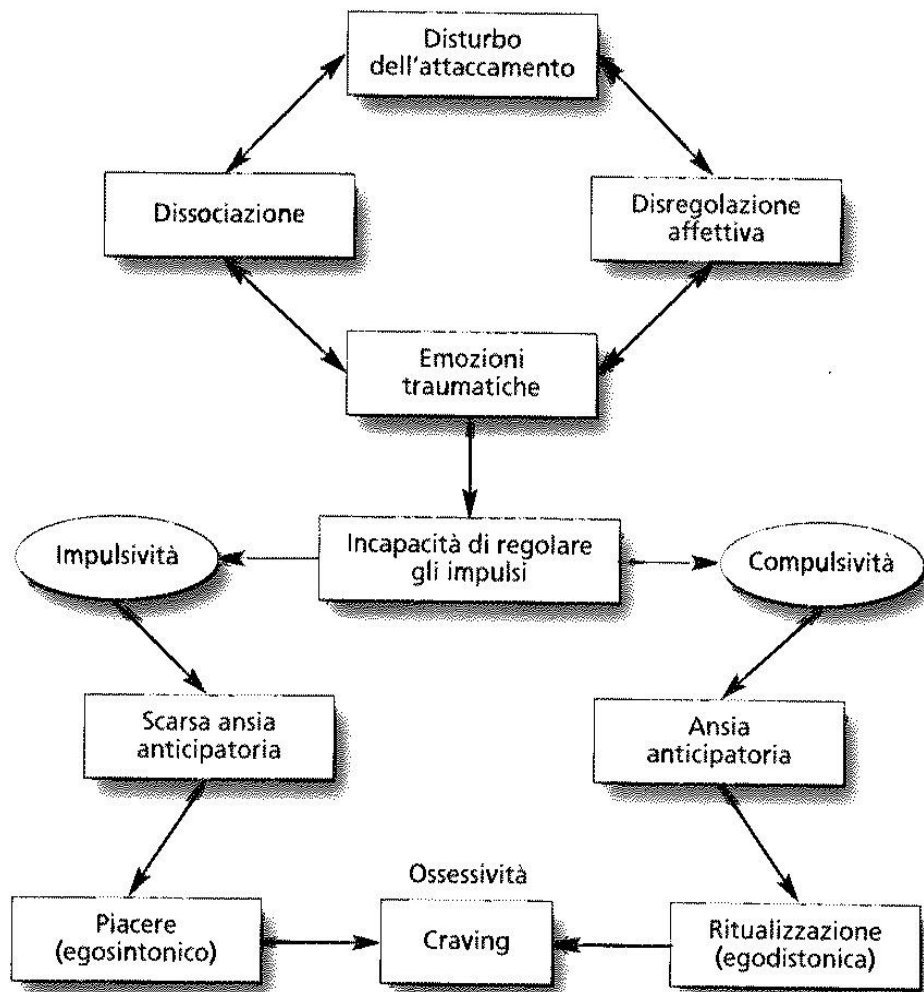 Disturbo
dell'attaccamento
Dissociazione
Disregolazione
affettiva
Emozioni
traumatiche
Impulsività
Incapacità di regolare
gli impulsi
Compulsività
Scarsa ansia
anticipatoria
Ansia
anticipatoria
Ossessività
Piacere
(egosintonico)
Craving
Ritualizzazione
(egodistonica)